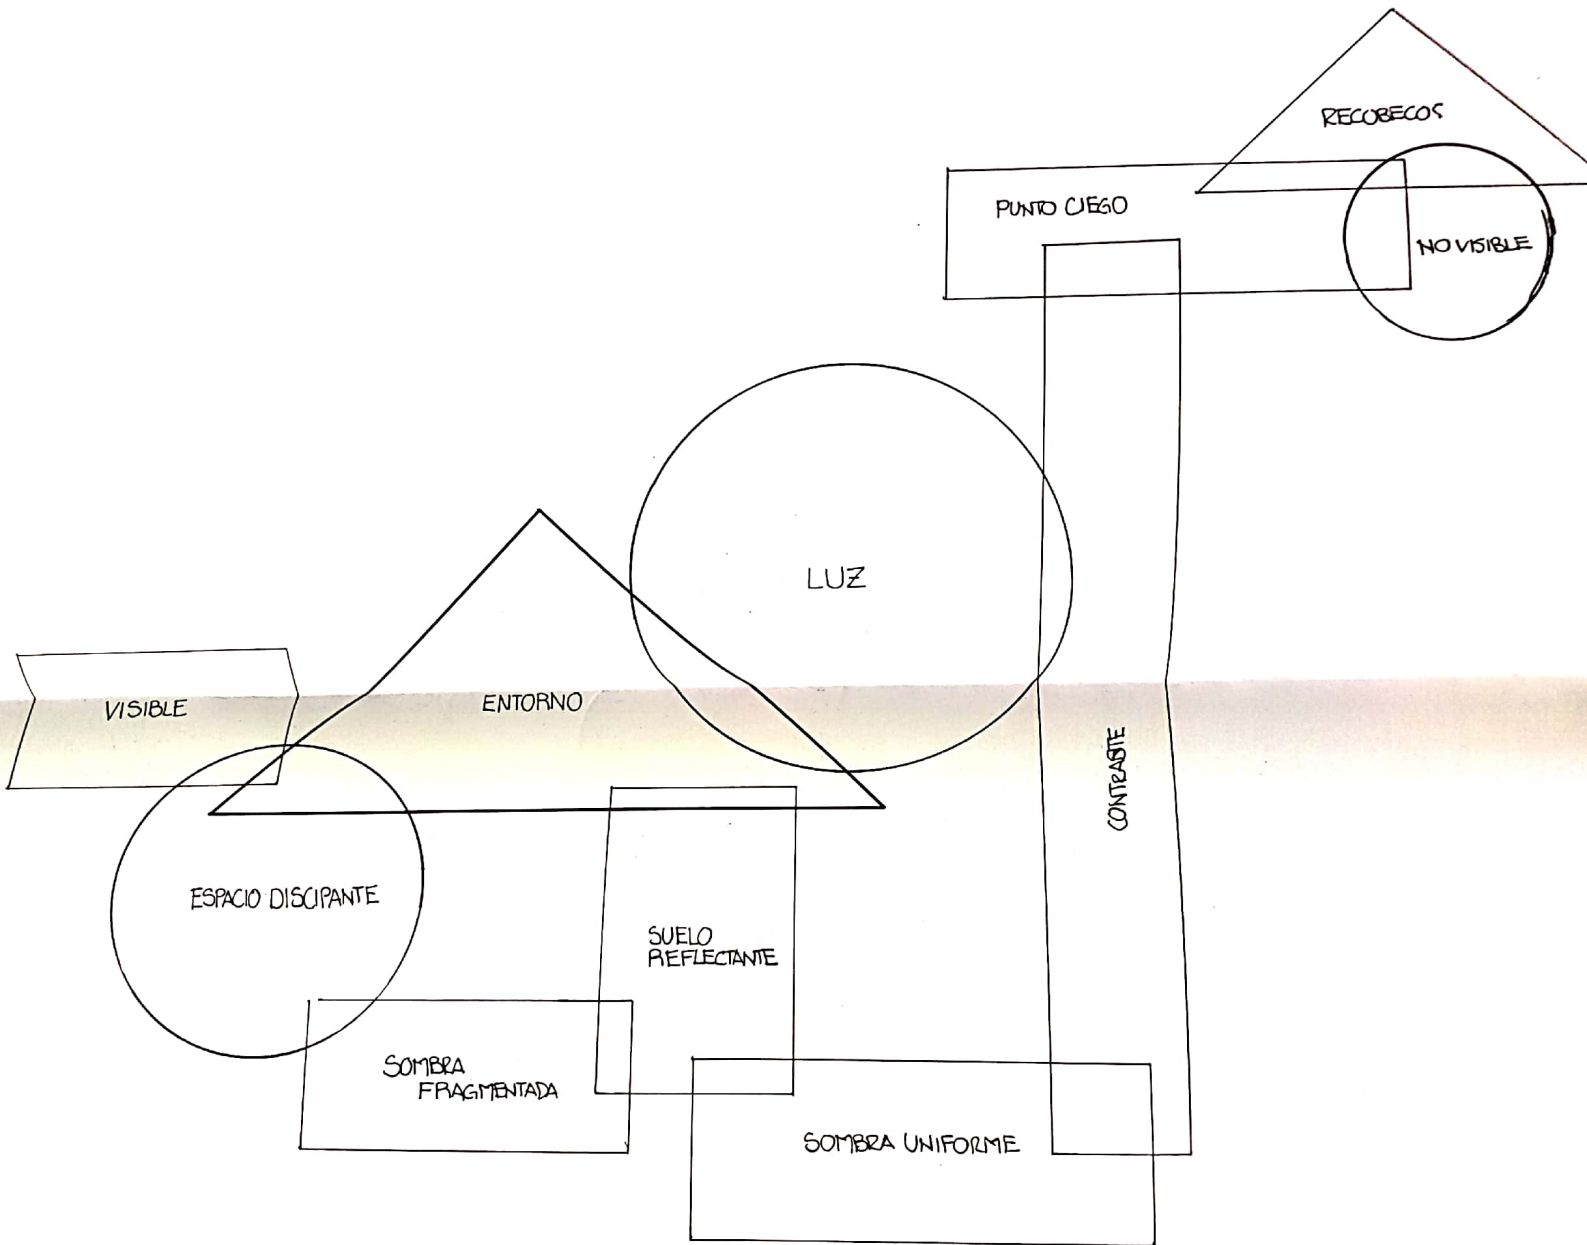 RECOBECOS
PUNTO CIEGO
NO VISIBLE
LUZ
ENTORNO
VISIBLE
CONTRASTE
ESPACIO DISCIPANTE
SUELO
REFLECTANTE
SOMBRA
FRAGMENTADA
SOMBRA UNIFORME